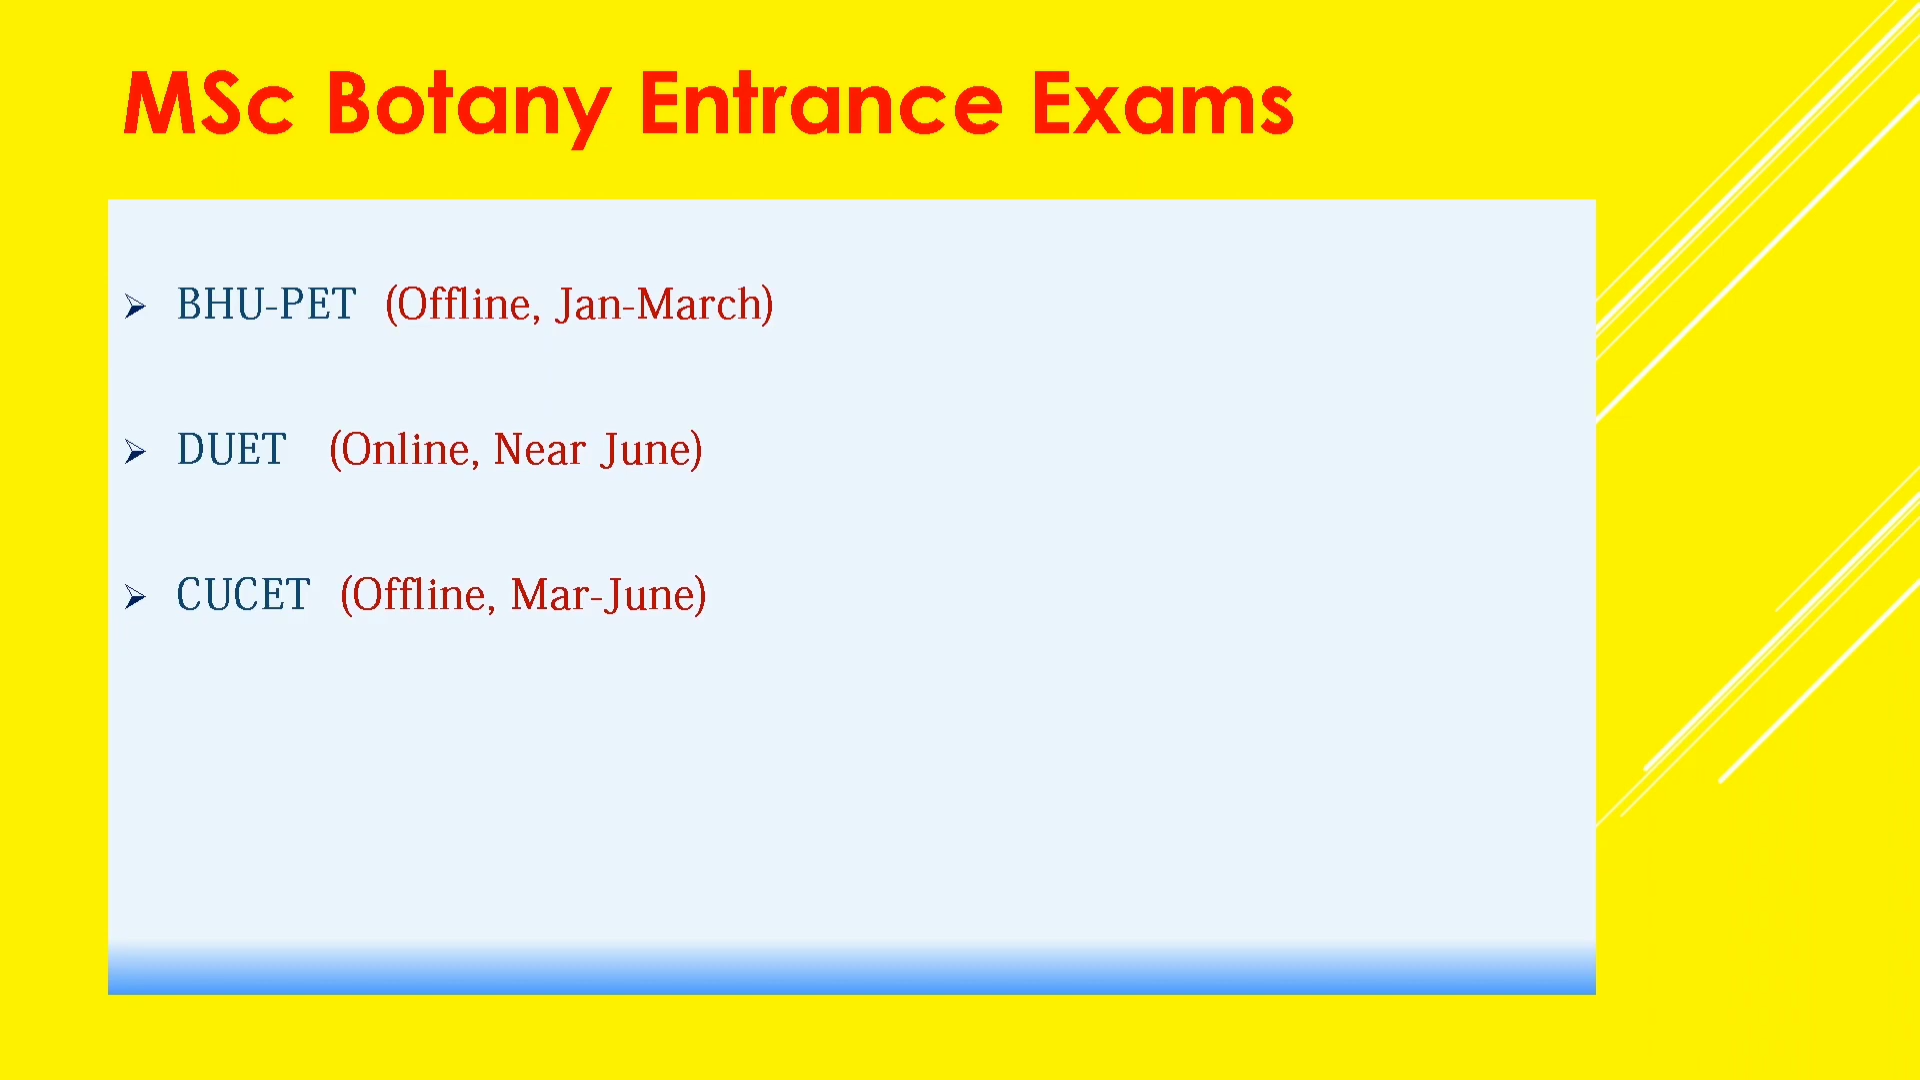 MSc Botany Entrance Exams
➢ BHU-PET (Offline, Jan-March)
➢ DUET (Online, Near June)
➢ CUCET (Offline, Mar-June)